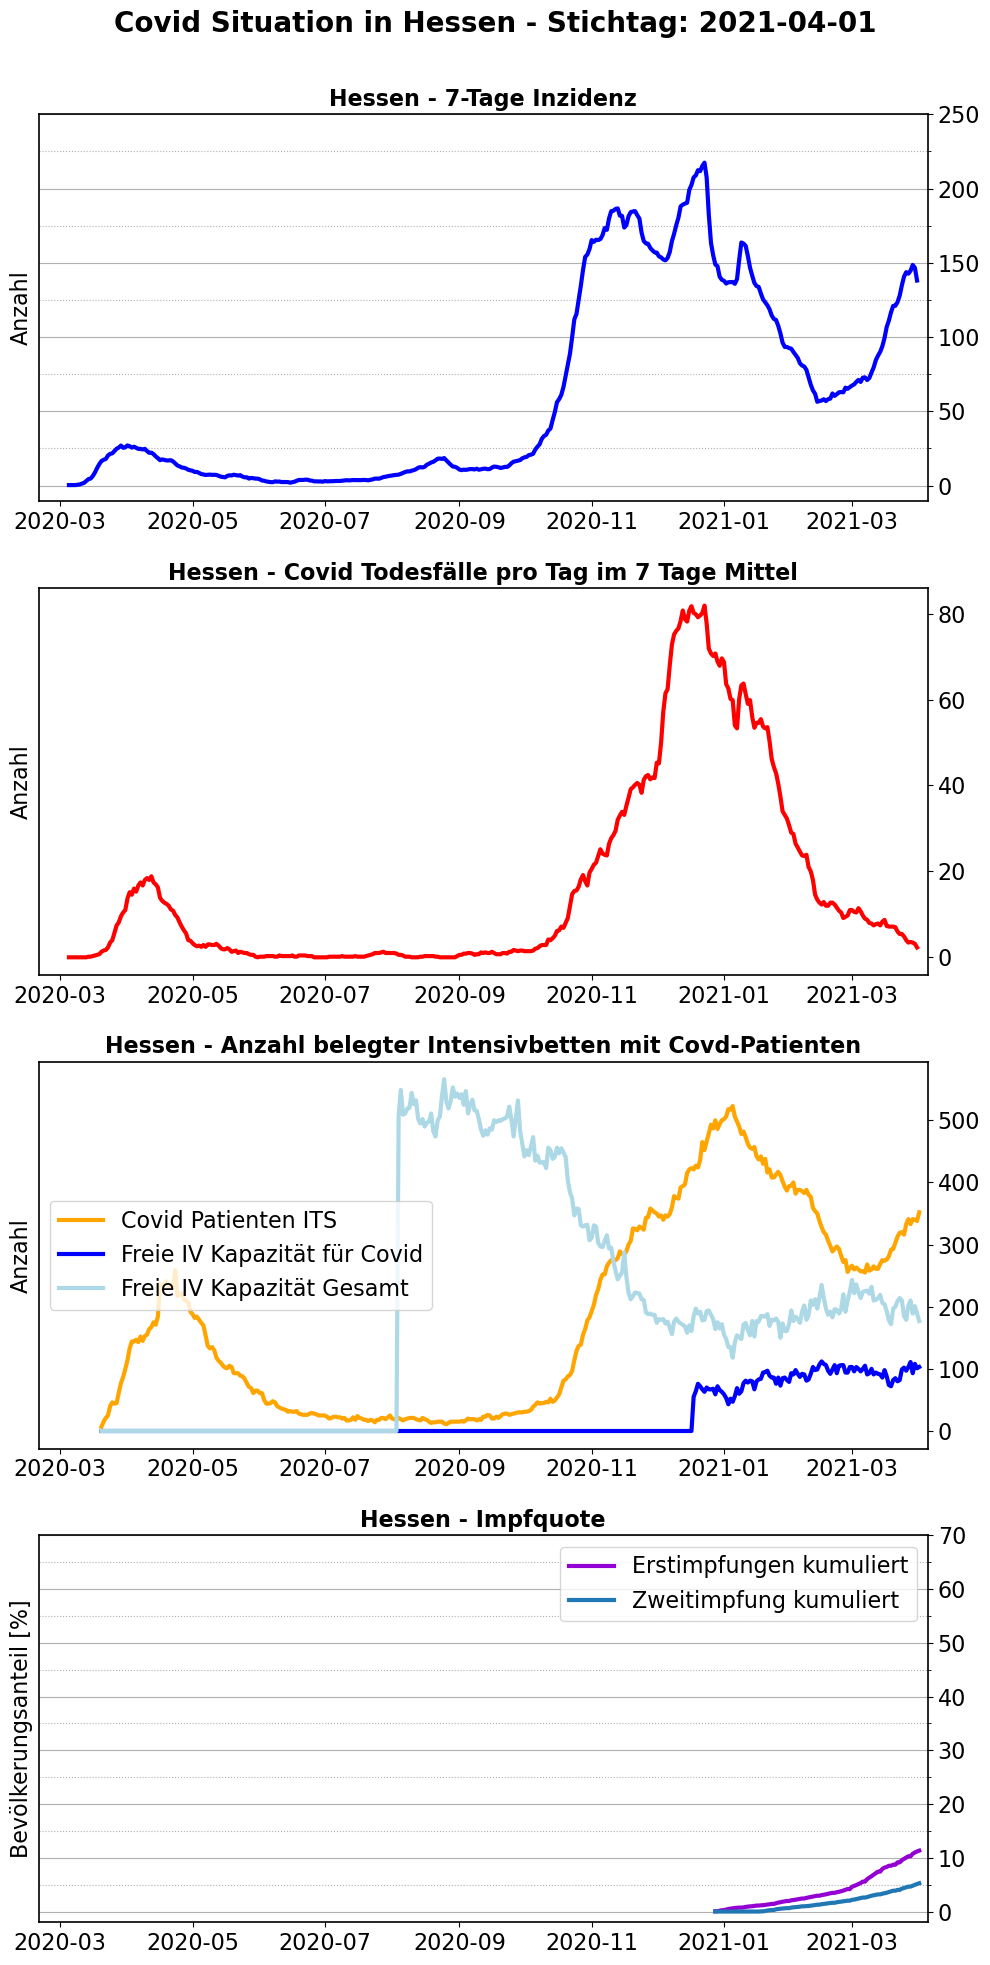 Covid Situation in Hessen - Stichtag: 2021-04-01
Hessen - 7-Tage Inzidenz
Anzahl
250
200
150
100
50
0
2020-03 2020-05 2020-07 2020-09 2020-11 2021-01 2021-03
Hessen - Covid Todesfälle pro Tag im 7 Tage Mittel
Anzahl
80
60
40
20
0
2020-03 2020-05 2020-07 2020-09 2020-11 2021-01 2021-03
Hessen - Anzahl belegter Intensivbetten mit Covd-Patienten
Anzahl
Covid Patienten ITS
Freie IV Kapazität für Covid
Freie IV Kapazität Gesamt
500
400
300
200
100
0
2020-03 2020-05 2020-07 2020-09 2020-11 2021-01 2021-03
Hessen - Impfquote
Bevölkerungsanteil [%]
Erstimpfungen kumuliert
Zweitimpfung kumuliert
70
60
50
40
30
20
10
0
2020-03 2020-05 2020-07 2020-09 2020-11 2021-01 2021-03